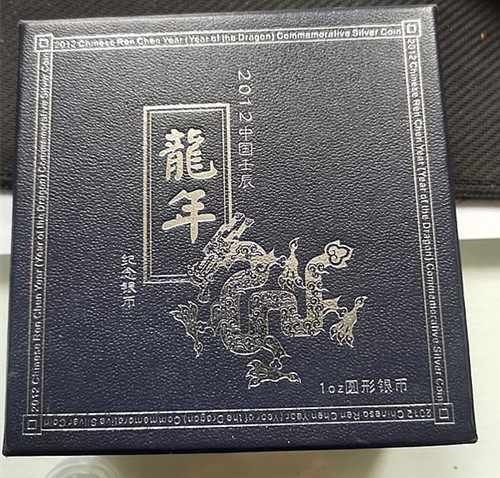 2012 Chinese Ren Chen Year (Year of the Dragon) Commemorative Silver Coin
2012 Chinese Ren Chen Year (Year of the Dragon) Commemorative Silver Coin
2012 Chinese Ren Chen Year (Year of the Dragon) Commemorative Silver Coin
2012 Chinese Ren Chen Year (Year of the Dragon) Commemorative Silver Coin
2012中国壬辰
龍年
纪念银币
1oz圆形银币